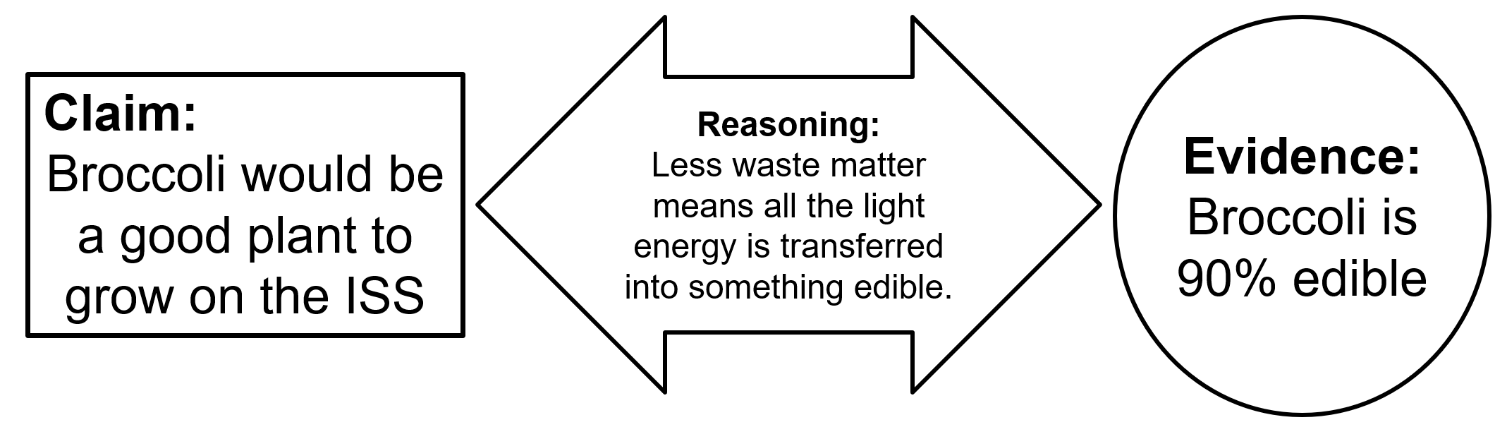 Claim:
Broccoli would be
a good plant to
grow on the ISS
Reasoning:
Less waste matter
means all the light
energy is transferred
into something edible.
Evidence:
Broccoli is
90% edible